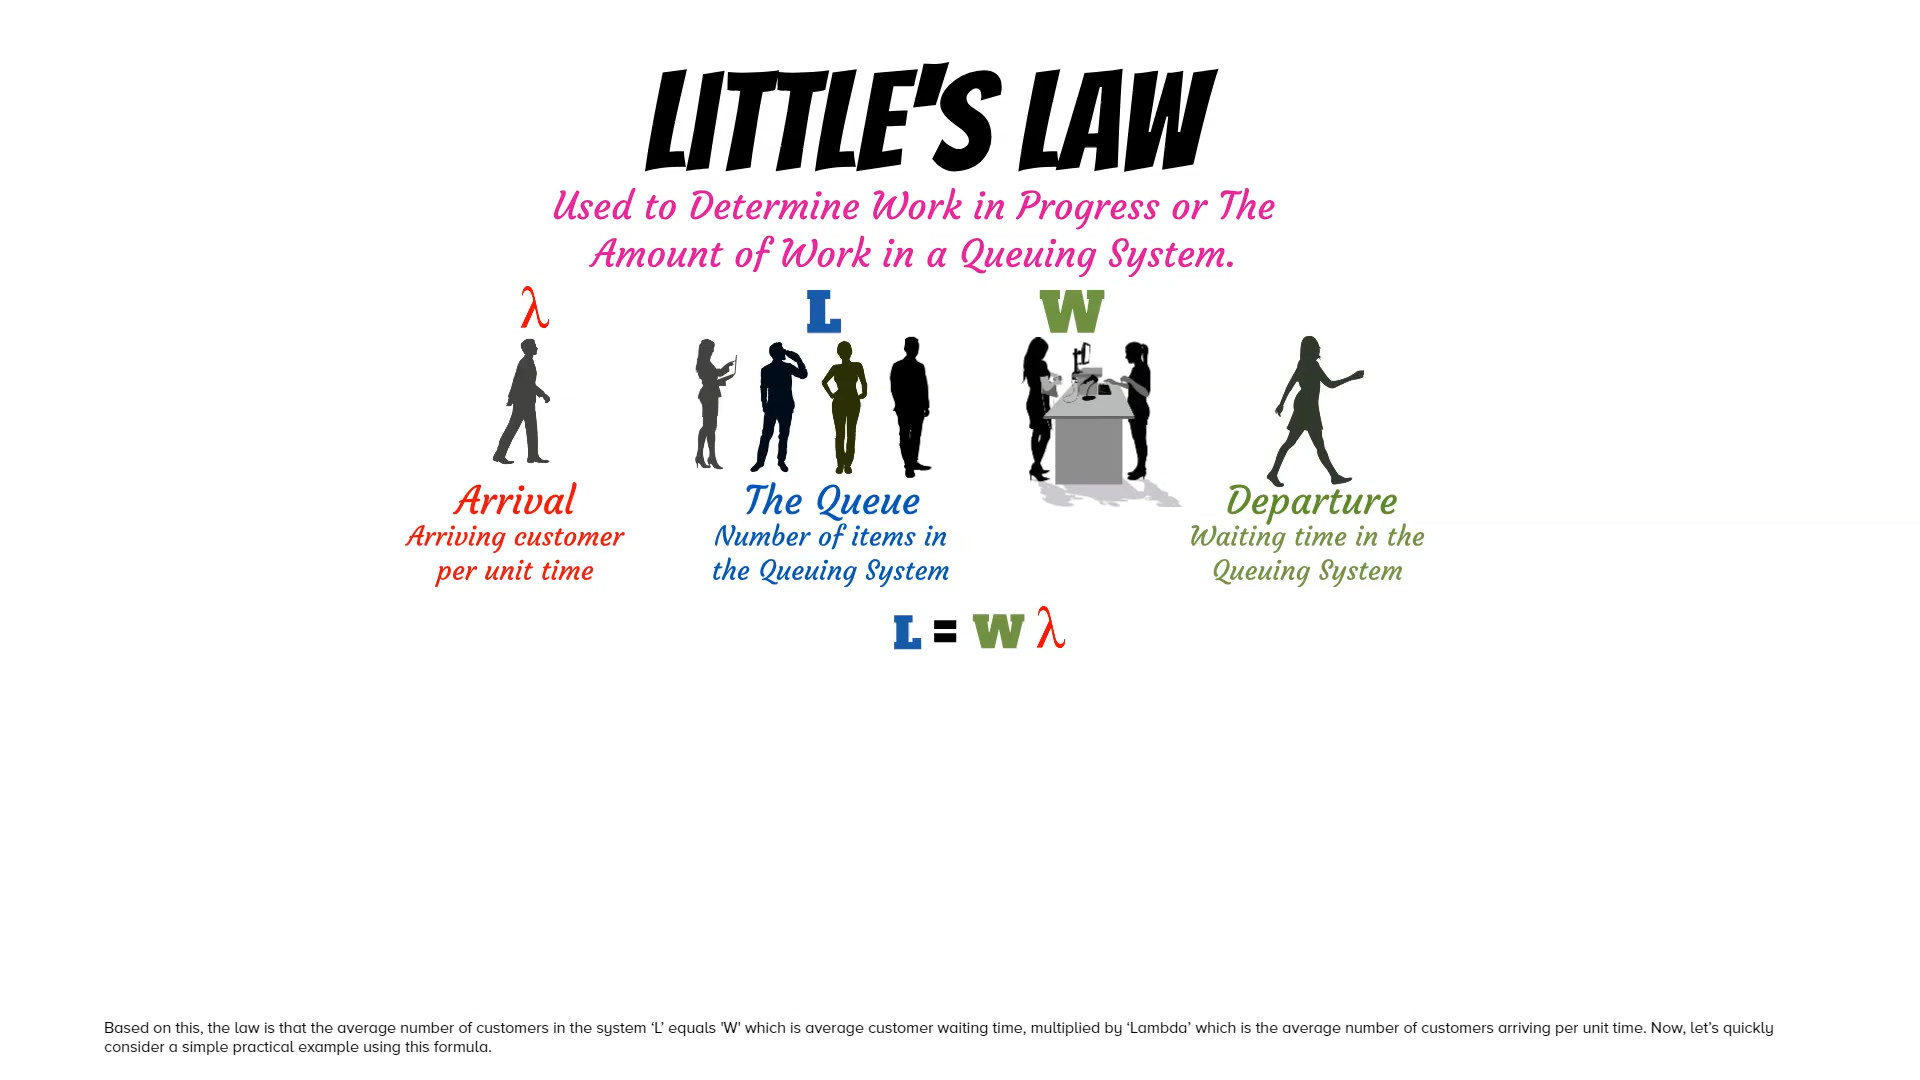 LITTLE'S LAW
Used to Determine Work in Progress or The
Amount of Work in a Queuing System.
λ L W
Arrival
Arriving customer
per unit time
The Queue
Number of items in
the Queuing System
Departure
Waiting time in the
Queuing System
L = W λ
Based on this, the law is that the average number of customers in the system ‘L’ equals 'W' which is average customer waiting time, multiplied by ‘Lambda’ which is the average number of customers arriving per unit time. Now, let’s quickly
consider a simple practical example using this formula.